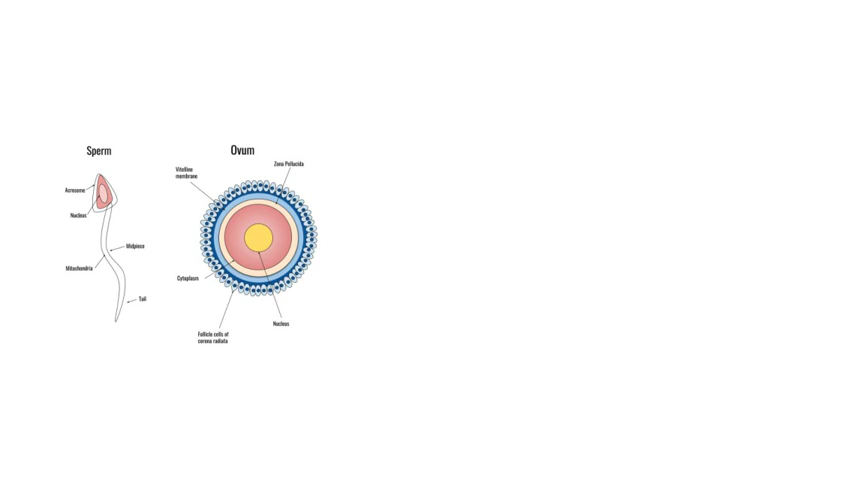 Sperm
Acrosome
Nucleus
Midpiece
Mitochondria
Tail
Ovum
Vitelline
membrane
Zona Pellucida
Cytoplasm
Nucleus
Follicle cells of
corona radiata